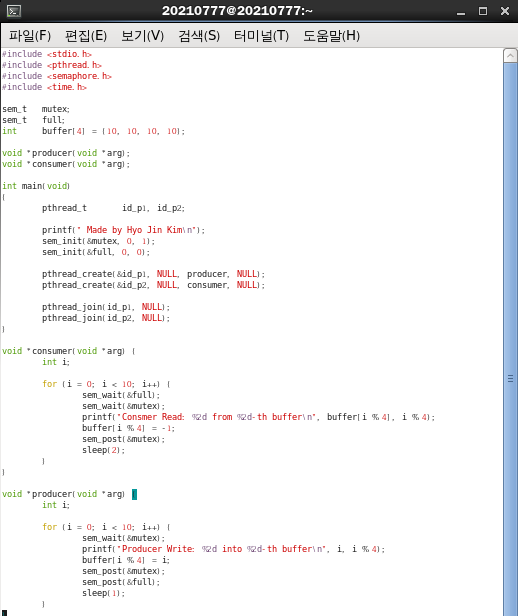 20210777@20210777:~
파일(F) 편집(E) 보기(V) 검색(S) 터미널(T) 도움말(H)
#include <stdio.h>
#include <pthread.h>
#include <semaphore.h>
#include <time.h>
sem_t   mutex;
sem_t   full;
int     buffer[4] = {10, 10, 10, 10};
void *producer(void *arg);
void *consumer(void *arg);
int main(void)
{
        pthread_t       id_p1, id_p2;
        printf(" Made by Hyo Jin Kim\n");
        sem_init(&mutex, 0, 1);
        sem_init(&full, 0, 0);
        pthread_create(&id_p1, NULL, producer, NULL);
        pthread_create(&id_p2, NULL, consumer, NULL);
        pthread_join(id_p1, NULL);
        pthread_join(id_p2, NULL);
}
void *consumer(void *arg) {
        int i;
        for (i = 0; i < 10; i++) {
                sem_wait(&full);
                sem_wait(&mutex);
                printf("Consmer Read: %2d from %2d-th buffer\n", buffer[i % 4], i % 4);
                buffer[i % 4] = -1;
                sem_post(&mutex);
                sleep(2);
        }
}
void *producer(void *arg) {
        int i;
        for (i = 0; i < 10; i++) {
                sem_wait(&mutex);
                printf("Producer Write: %2d into %2d-th buffer\n", i, i % 4);
                buffer[i % 4] = i;
                sem_post(&mutex);
                sem_post(&full);
                sleep(1);
        }